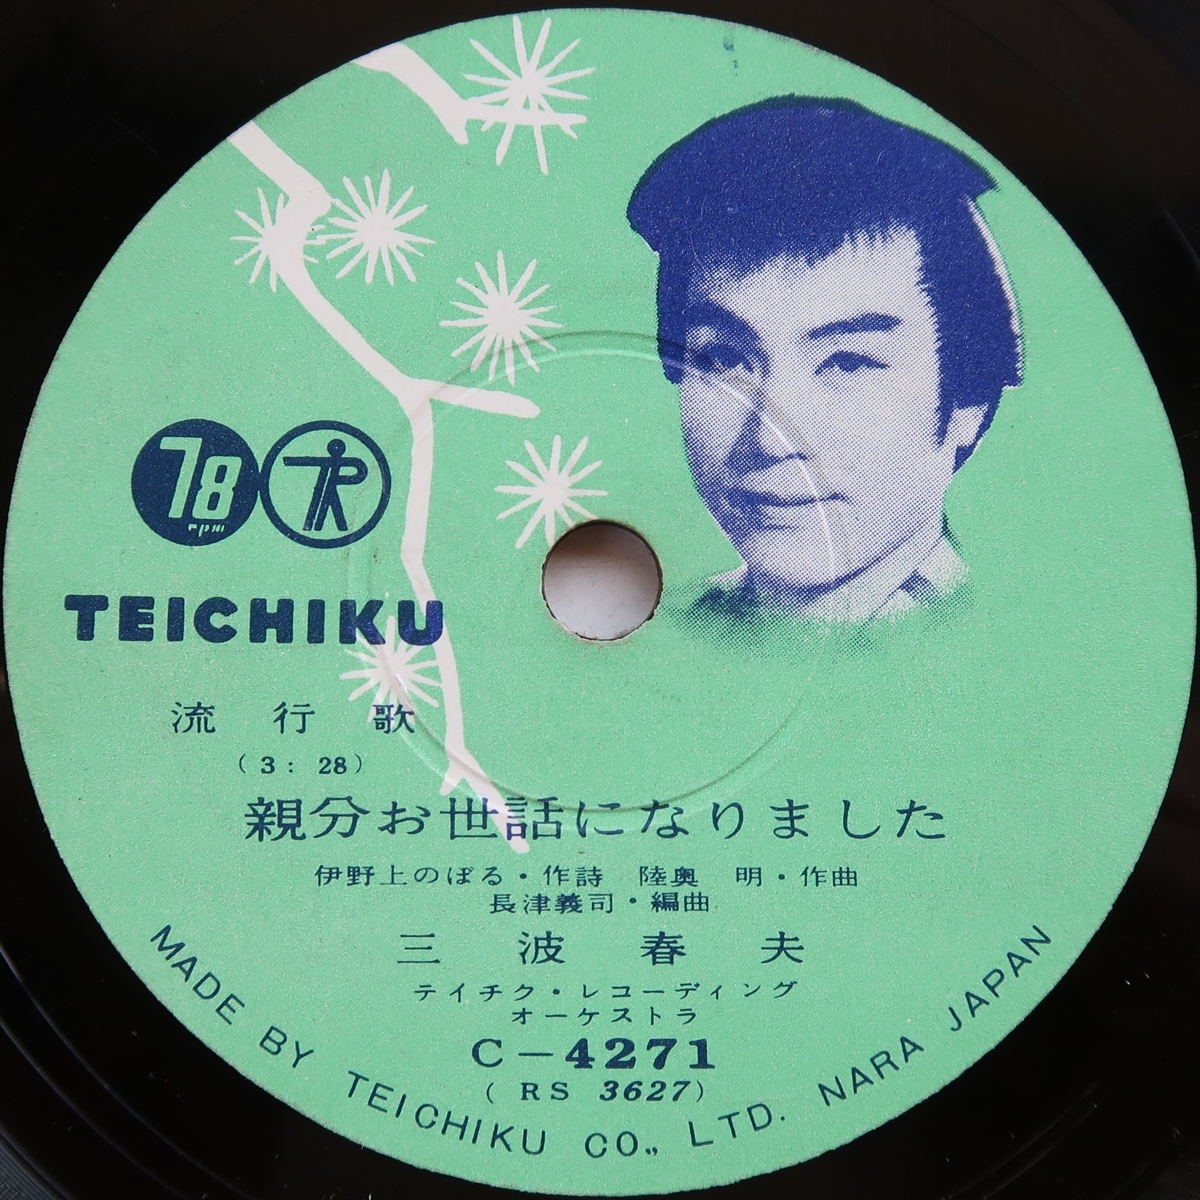 78
rpm
TEICHIKU
流行歌
(3: 28)
親分お世話になりました
伊野上のぼる・作詩 陸奥 明・作曲
長津義司・編曲
三波春夫
テイチク・レコーディング
オーケストラ
C-4271
(RS 3627)
MADE BY TEICHIKU CO., LTD. NARA JAPAN